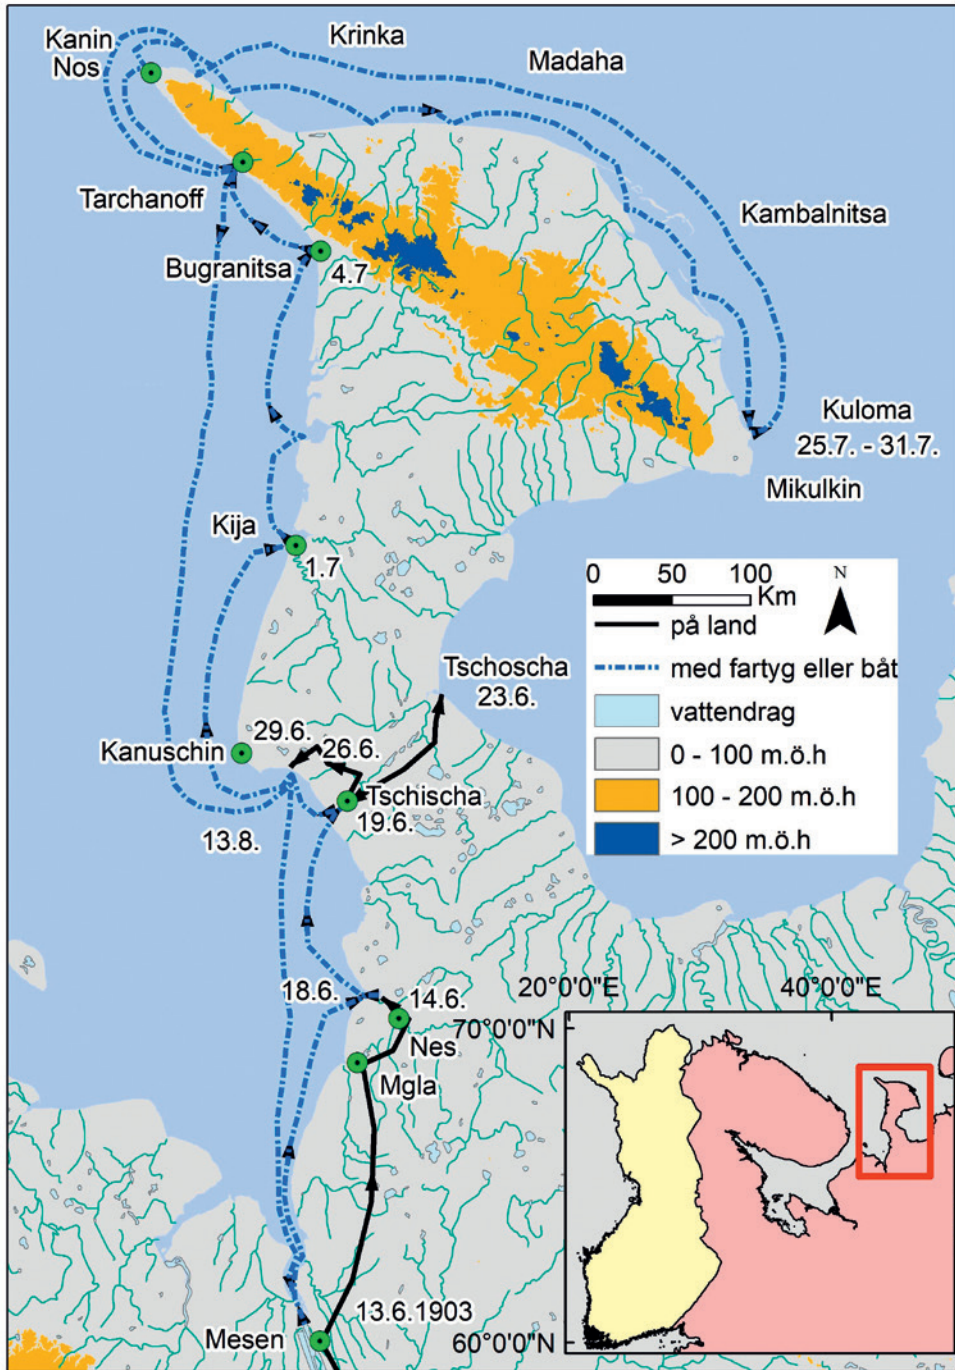 Kanin
Nos
Krinka
Madaha
Tarchanoff
Kambalnitsa
Bugranitsa
4.7
Kuloma
25.7. - 31.7.
Mikulkin
Kija
1.7
0 50 100
Km
N
på land
med fartyg eller båt
vattendrag
0 - 100 m.ö.h
100 - 200 m.ö.h
> 200 m.ö.h
Tschoscha
23.6.
29.6.
26.6.
Kanuschin
Tschischa
19.6.
13.8.
18.6.
14.6.
Nes
Mgla
20°0'0"E
40°0'0"E
70°0'0"N
13.6.1903
Mesen
60°0'0"N